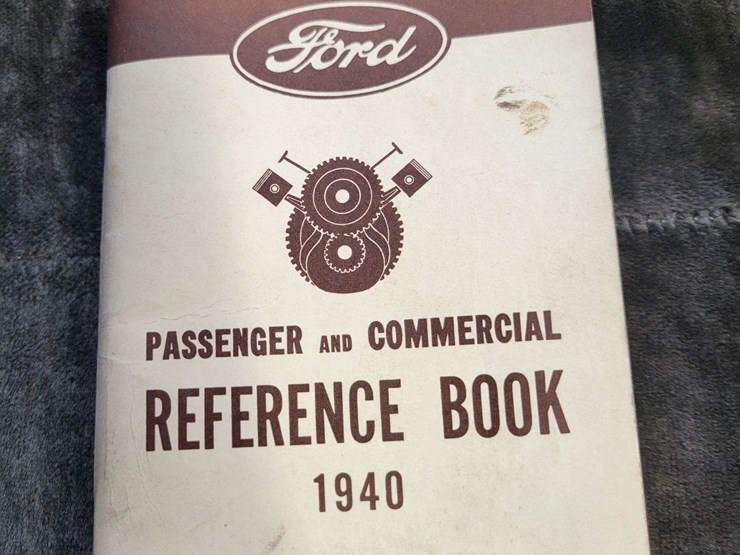 Ford
PASSENGER AND COMMERCIAL
REFERENCE BOOK
1940